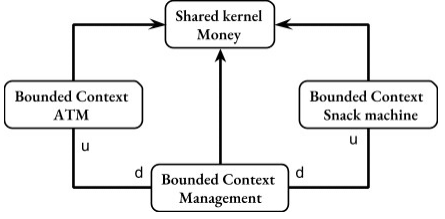 Shared kernel
Money
Bounded Context
ATM
Bounded Context
Snack machine
u
u
d
d
Bounded Context
Management